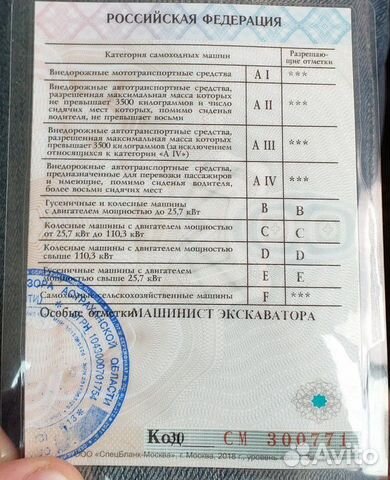 РОССИЙСКАЯ ФЕДЕРАЦИЯ
Категория самоходных машин
Разрешаю-
щие отметки
Внедорожные мототранспортные средства A I ***
Внедорожные автотранспортные средства,
разрешенная максимальная масса которых
не превышает 3500 килограммов и число
сидячих мест которых, помимо сиденья
водителя, не превышает восьми
A II ***
Внедорожные автотранспортные средства,
разрешенная максимальная масса которых
превышает 3500 килограммов (за исключением
относящихся к категории «A IV»)
A III ***
Внедорожные автотранспортные средства,
предназначенные для перевозки пассажиров
и имеющие, помимо сиденья водителя,
более восьми сидячих мест
A IV ***
Гусеничные и колесные машины
с двигателем мощностью до 25,7 кВт
B B
Колесные машины с двигателем мощностью
от 25,7 кВт до 110,3 кВт
C C
Колесные машины с двигателем мощностью
свыше 110,3 кВт
D D
Гусеничные машины с двигателем
мощностью свыше 25,7 кВт
E E
Самоходные сельскохозяйственные машины F ***
Особые отметки МАШИНИСТ ЭКСКАВАТОРА
АСТРАХАНСКОЙ ОБЛАСТИ
ОГРН 1043000701754
Код 30 СМ 300771
ООО «СпецБланк-Москва», г. Москва, 2018 г., уровень
Avito